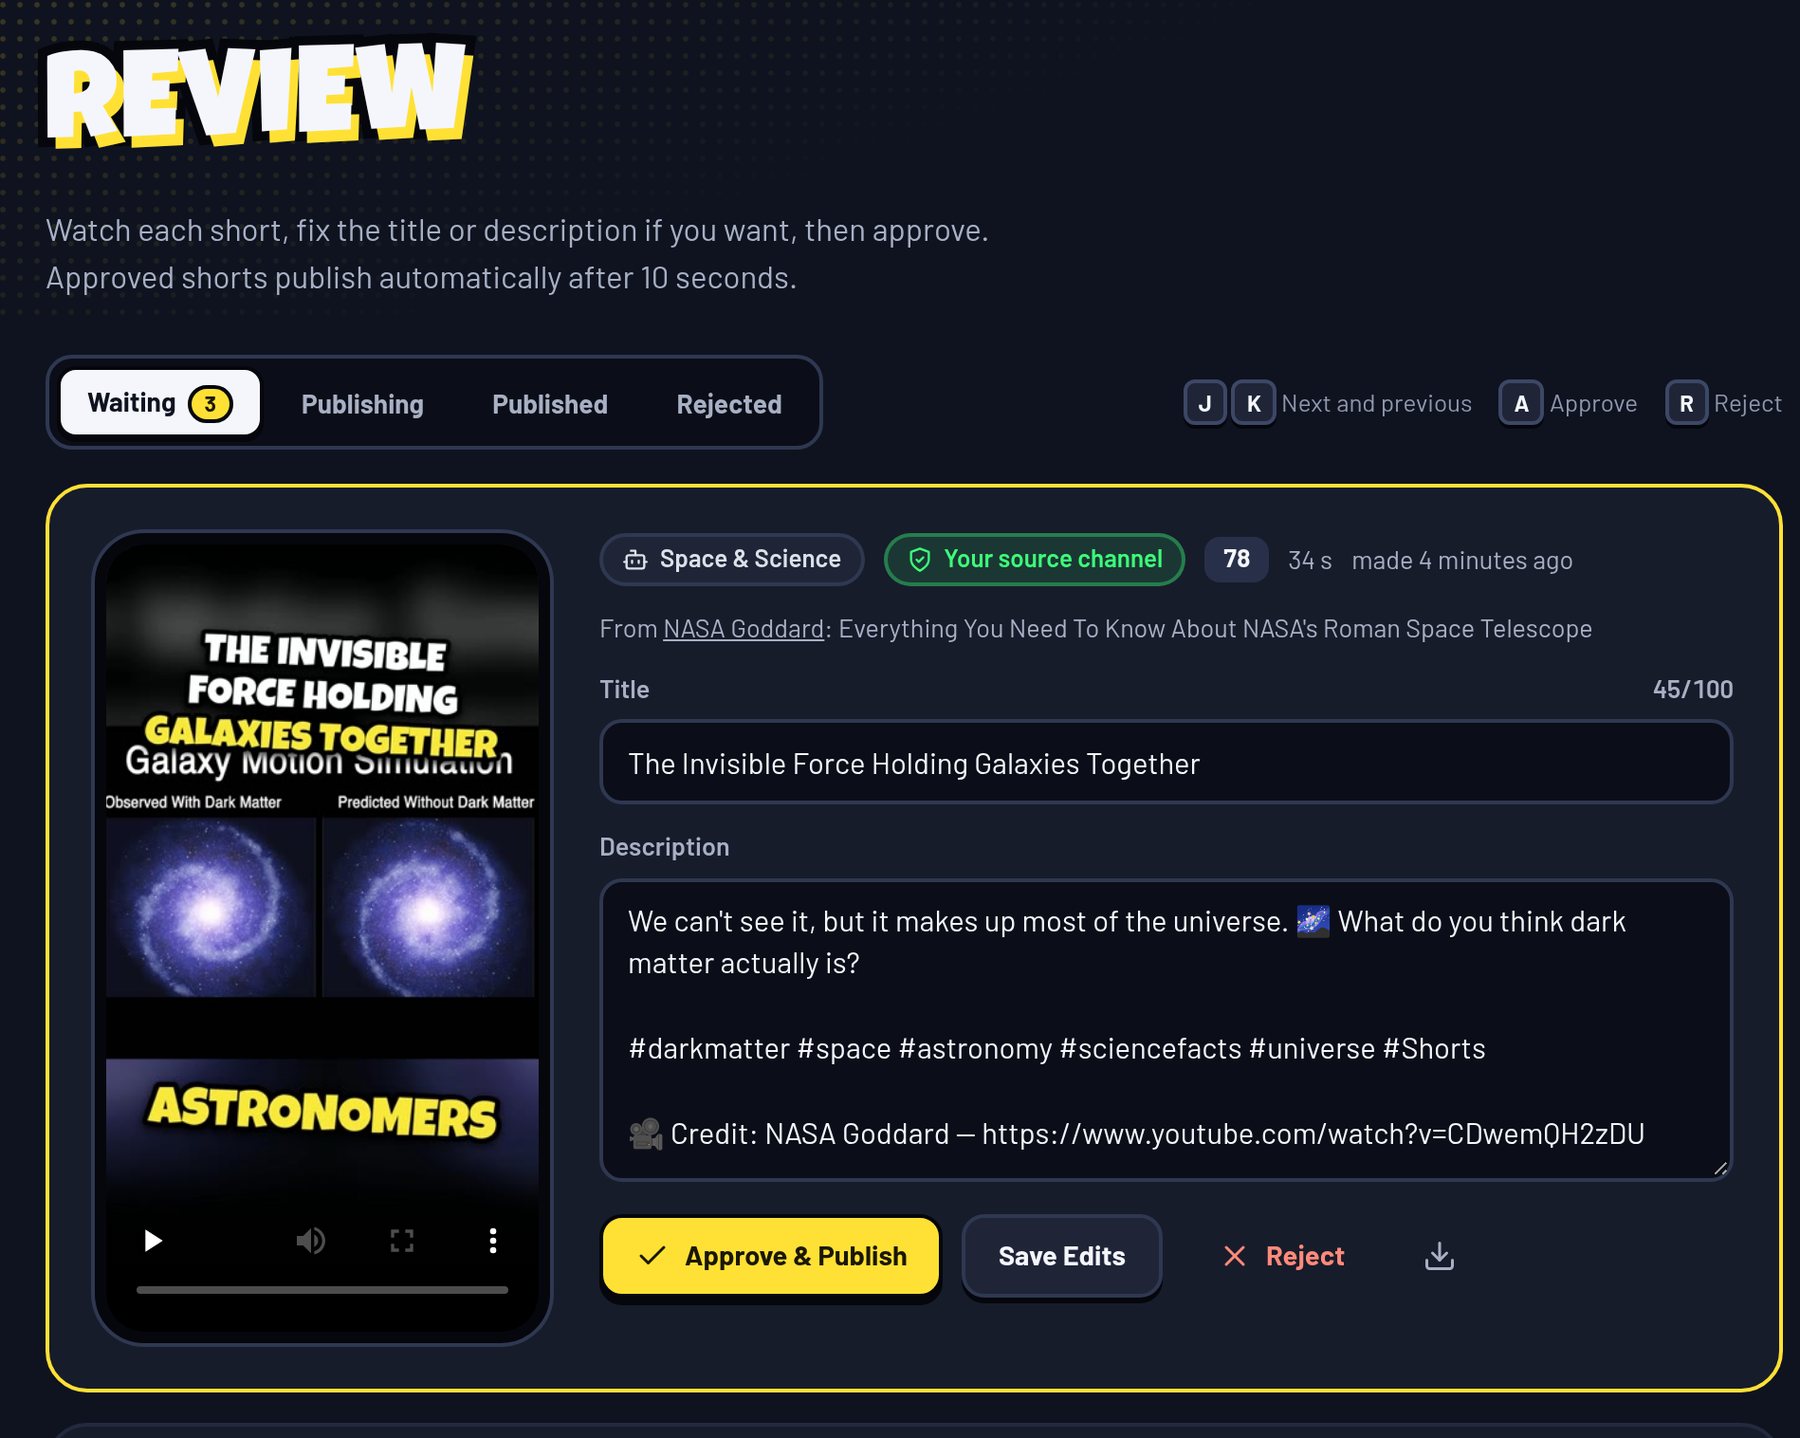 REVIEW
Watch each short, fix the title or description if you want, then approve.
Approved shorts publish automatically after 10 seconds.
Waiting 3 Publishing Published Rejected
J K Next and previous A Approve R Reject
Space & Science Your source channel 78 34 s made 4 minutes ago
From NASA Goddard: Everything You Need To Know About NASA's Roman Space Telescope
Title 45/100
The Invisible Force Holding Galaxies Together
Description
We can't see it, but it makes up most of the universe. 🌌 What do you think dark
matter actually is?
#darkmatter #space #astronomy #sciencefacts #universe #Shorts
🎥 Credit: NASA Goddard — https://www.youtube.com/watch?v=CDwemQH2zDU
Approve & Publish Save Edits Reject
THE INVISIBLE
FORCE HOLDING
GALAXIES TOGETHER
Galaxy Motion Simulation
Observed With Dark Matter Predicted Without Dark Matter
ASTRONOMERS